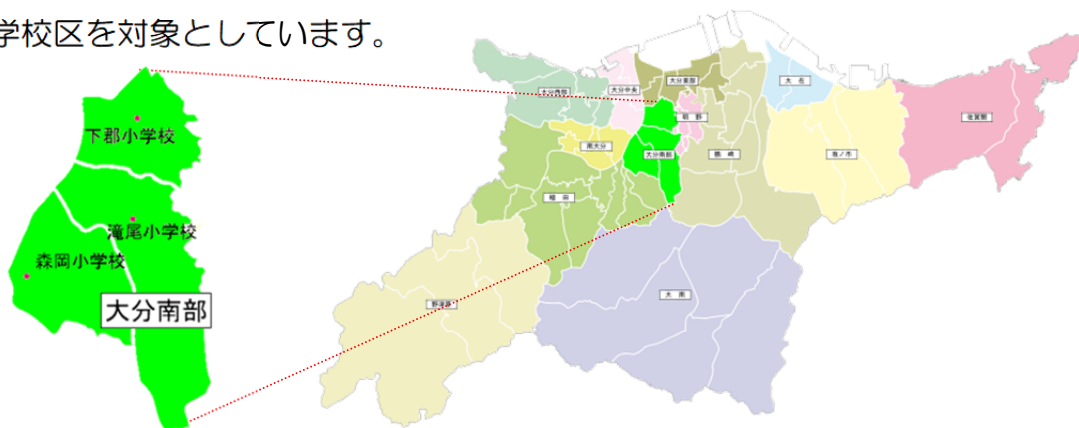 学校区を対象としています。
下郡小学校
滝尾小学校
森岡小学校
大分南部
大分西部
大分中央
大分東部
大在
明野
南大分
大分南部
鶴崎
坂ノ市
佐賀関
稙田
野津原
大南